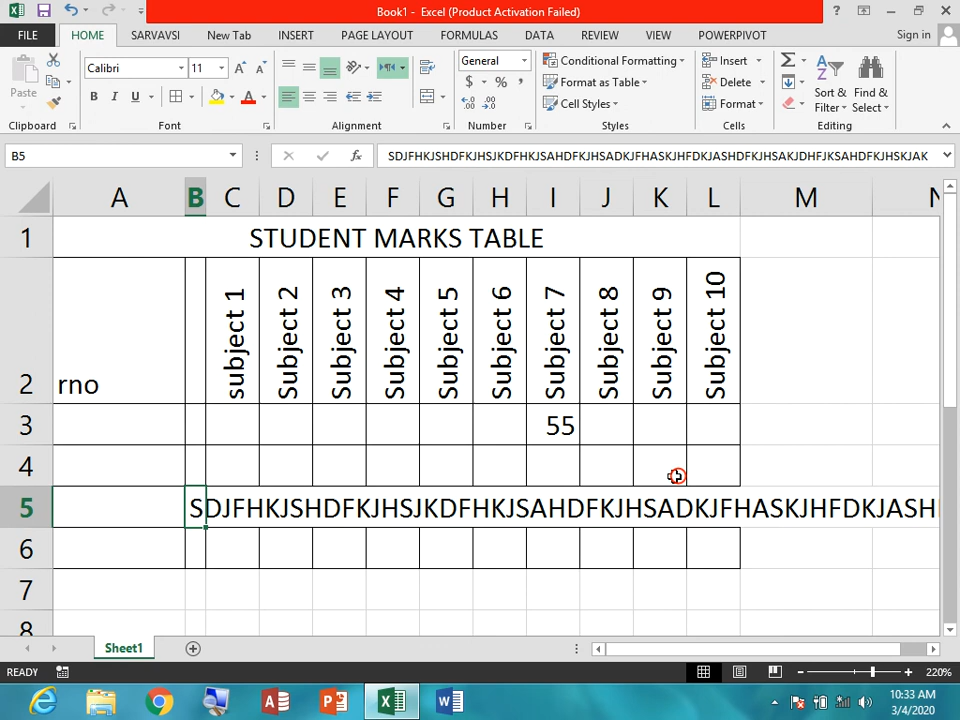 Book1 - Excel (Product Activation Failed)
FILE HOME SARVAVSI New Tab INSERT PAGE LAYOUT FORMULAS DATA REVIEW VIEW POWERPIVOT Sign in
Paste Calibri 11 General Conditional Formatting Insert
Format as Table Delete Sort & Filter Find & Select
Cell Styles Format
Clipboard Font Alignment Number Styles Cells Editing
B5 SDJFHKJSHDFKJHSJKDFHKJSAHDFKJHSADKJFHASKJHFDKJASHDFKJHSAKJDHFJKSAHDFKJHSKJAK
A B C D E F G H I J K L M N
1 STUDENT MARKS TABLE
2 rno subject 1 Subject 2 Subject 3 Subject 4 Subject 5 Subject 6 Subject 7 Subject 8 Subject 9 Subject 10
3 55
4
5 SDJFHKJSHDFKJHSJKDFHKJSAHDFKJHSADKJFHASKJHFDKJASH
6
7
8
Sheet1
READY 220%
10:33 AM
3/4/2020